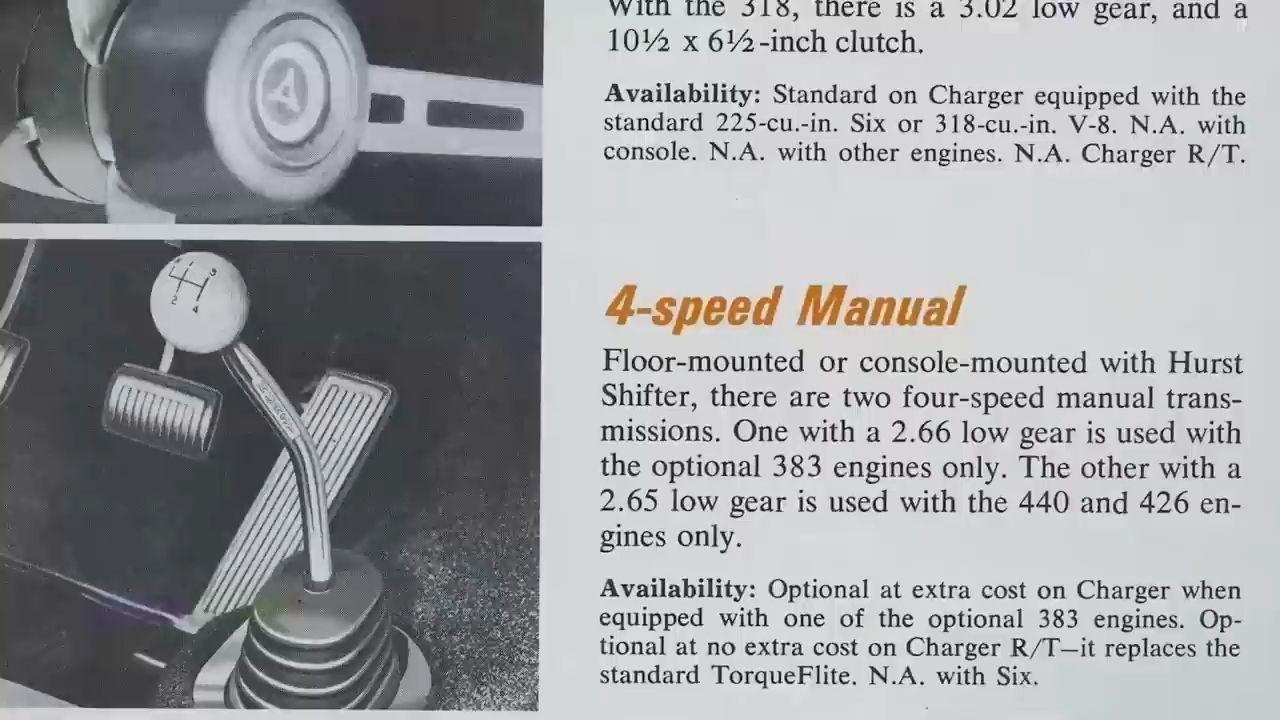 With the 318, there is a 3.02 low gear, and a
10½ x 6½-inch clutch.
Availability: Standard on Charger equipped with the
standard 225-cu.-in. Six or 318-cu.-in. V-8. N.A. with
console. N.A. with other engines. N.A. Charger R/T.
4-speed Manual
Floor-mounted or console-mounted with Hurst
Shifter, there are two four-speed manual trans-
missions. One with a 2.66 low gear is used with
the optional 383 engines only. The other with a
2.65 low gear is used with the 440 and 426 en-
gines only.
Availability: Optional at extra cost on Charger when
equipped with one of the optional 383 engines. Op-
tional at no extra cost on Charger R/T—it replaces the
standard TorqueFlite. N.A. with Six.
3
2 4